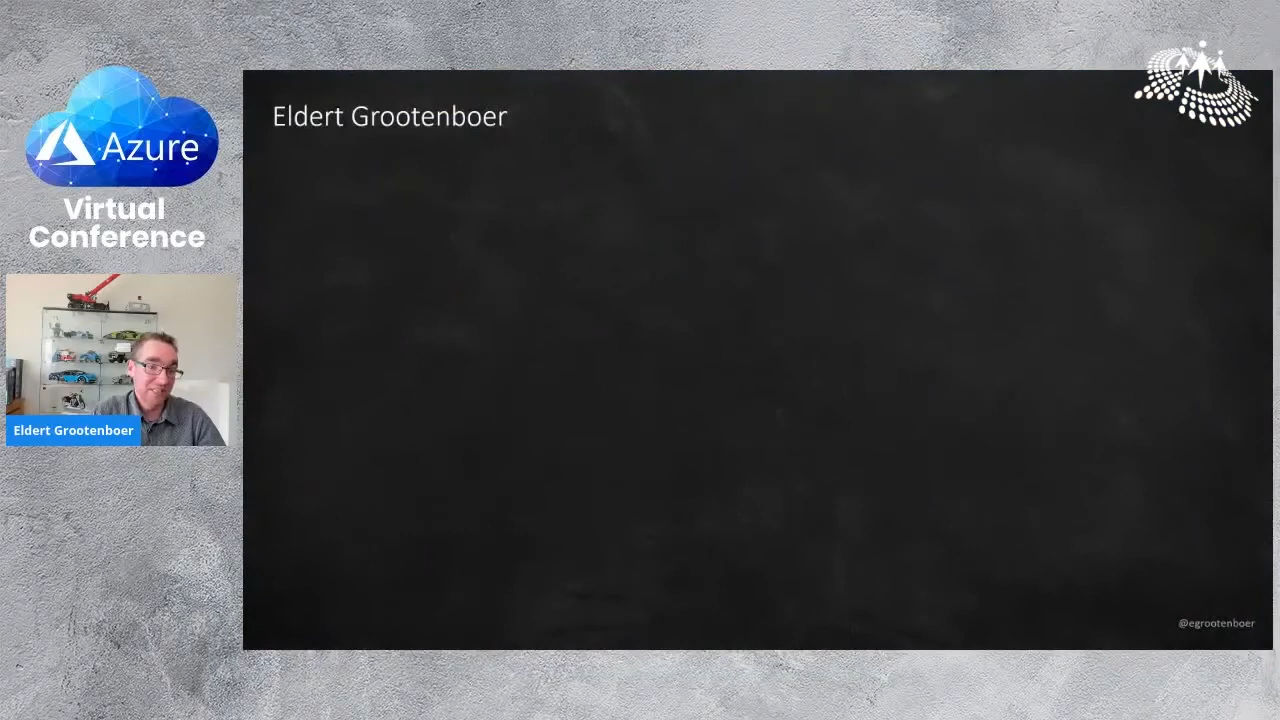 Azure
Virtual
Conference
Eldert Grootenboer
Eldert Grootenboer
@egrootenboer